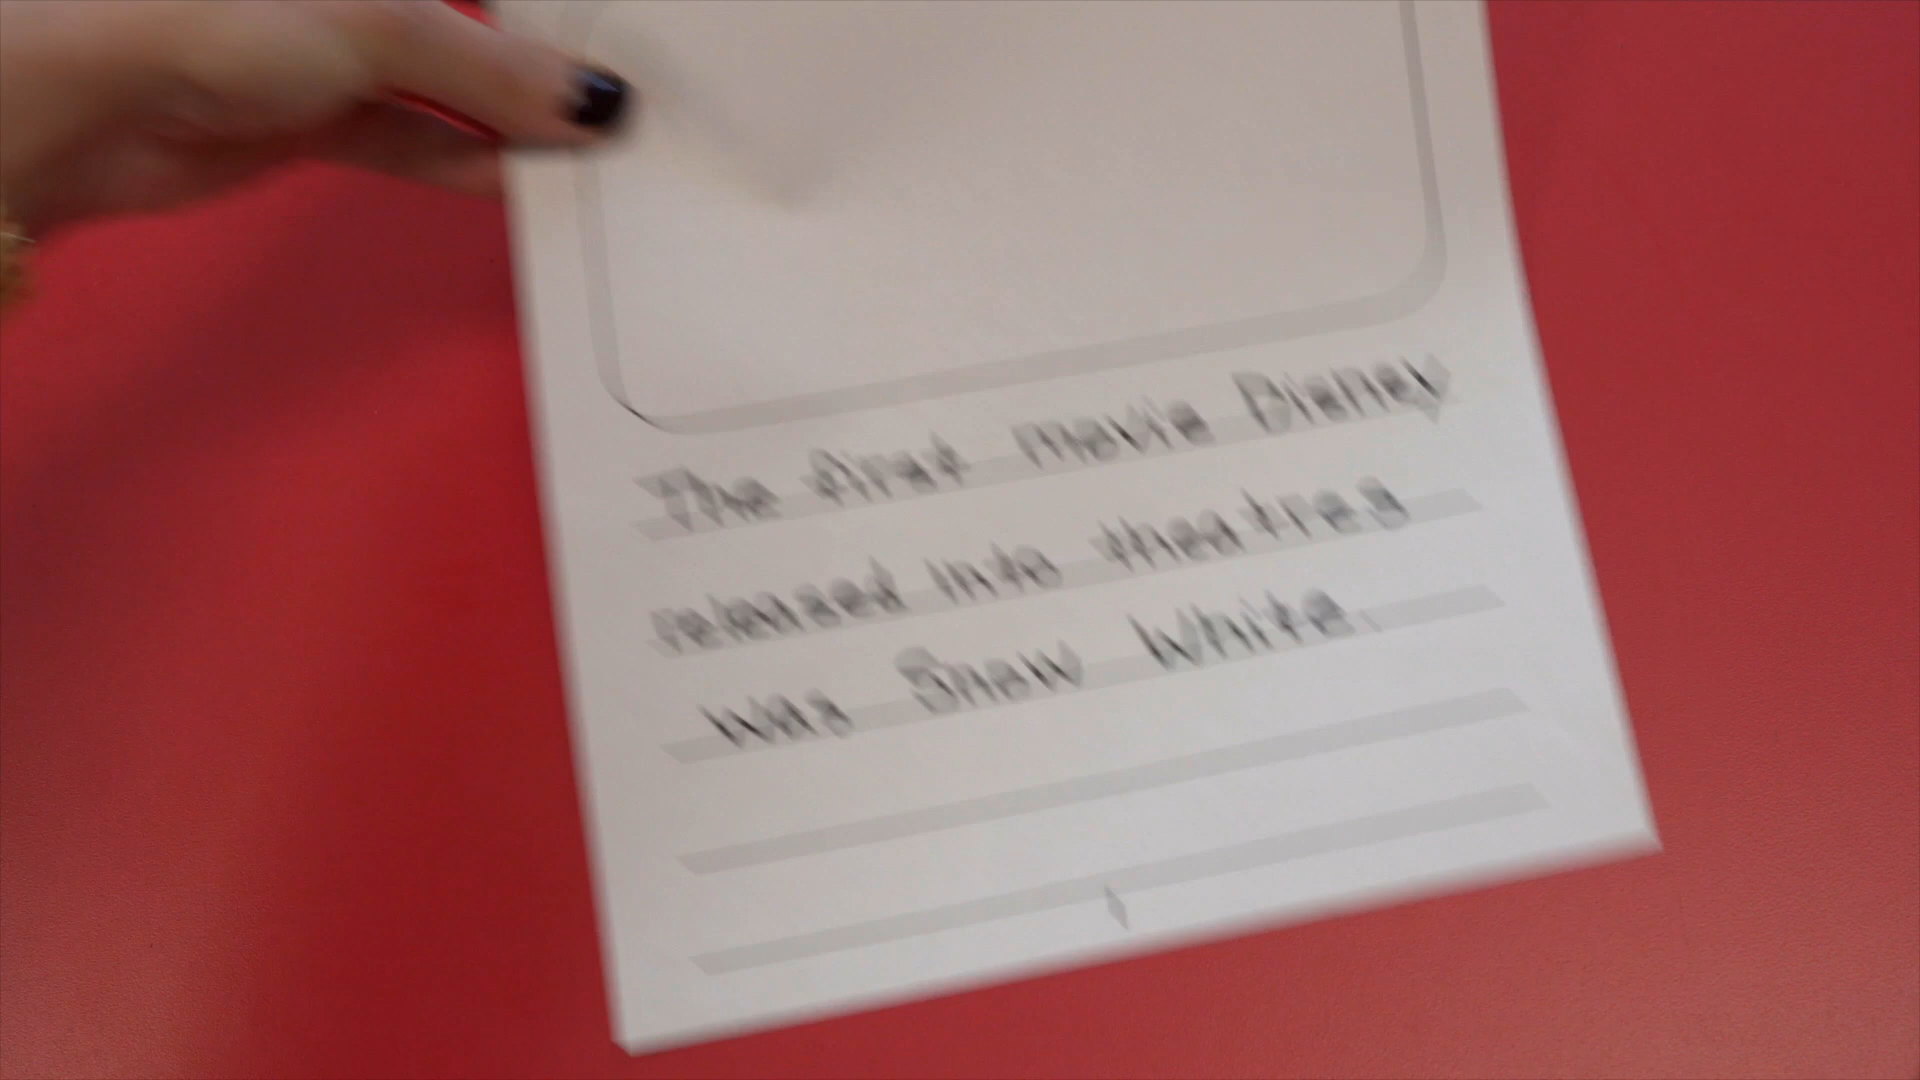 The first movie Disney
released into theatres
was Snow White.